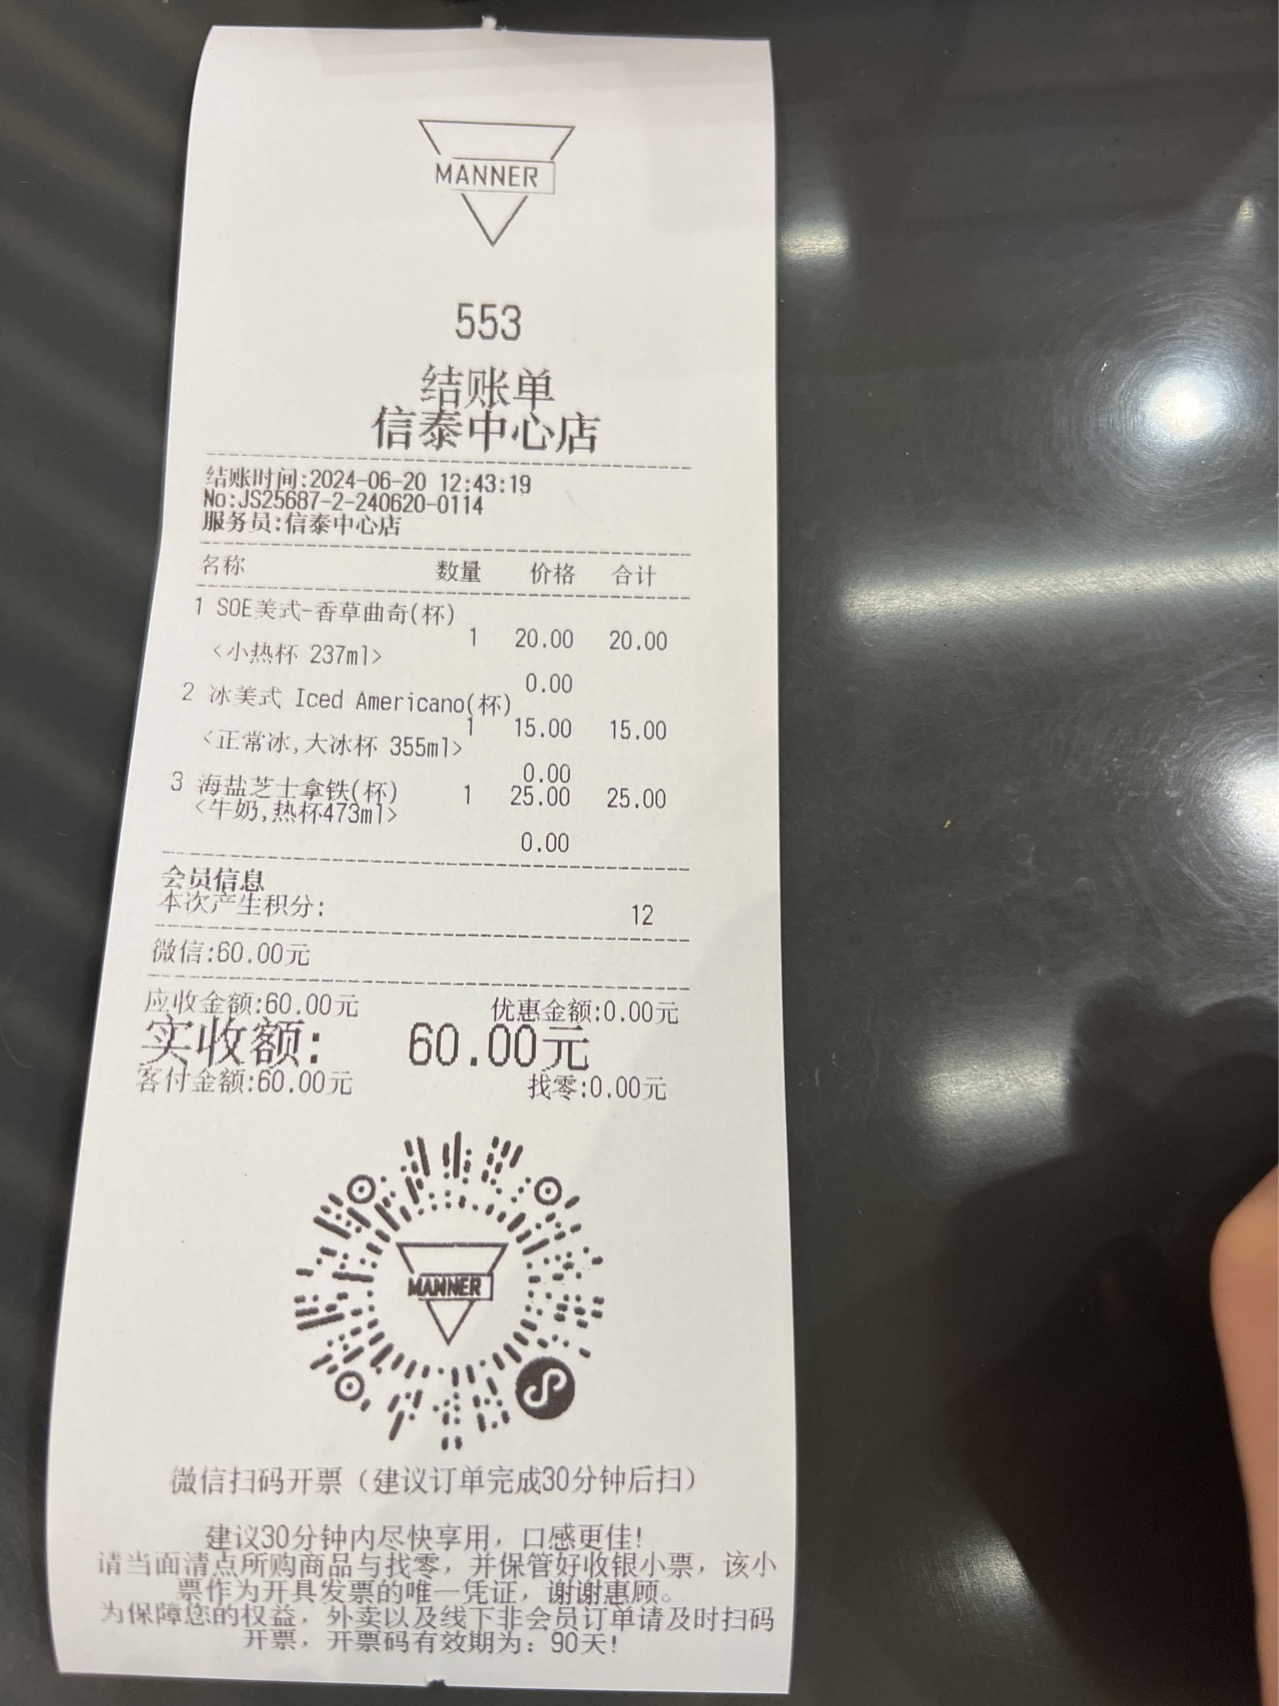 MANNER
553
结账单
信泰中心店
结账时间:2024-06-20 12:43:19
No:JS25687-2-240620-0114
服务员:信泰中心店
名称 数量 价格 合计
1 SOE美式-香草曲奇(杯)
1 20.00 20.00
<小热杯 237ml>
0.00
2 冰美式 Iced Americano(杯)
1 15.00 15.00
<正常冰,大冰杯 355ml>
0.00
3 海盐芝士拿铁(杯) 1 25.00 25.00
<牛奶,热杯473ml>
0.00
会员信息
本次产生积分: 12
微信:60.00元
应收金额:60.00元 优惠金额:0.00元
实收额: 60.00元
客付金额:60.00元 找零:0.00元
MANNER
微信扫码开票（建议订单完成30分钟后扫）
建议30分钟内尽快享用，口感更佳!
请当面清点所购商品与找零，并保管好收银小票，该小
票作为开具发票的唯一凭证，谢谢惠顾。
为保障您的权益，外卖以及线下非会员订单请及时扫码
开票，开票码有效期为：90天!